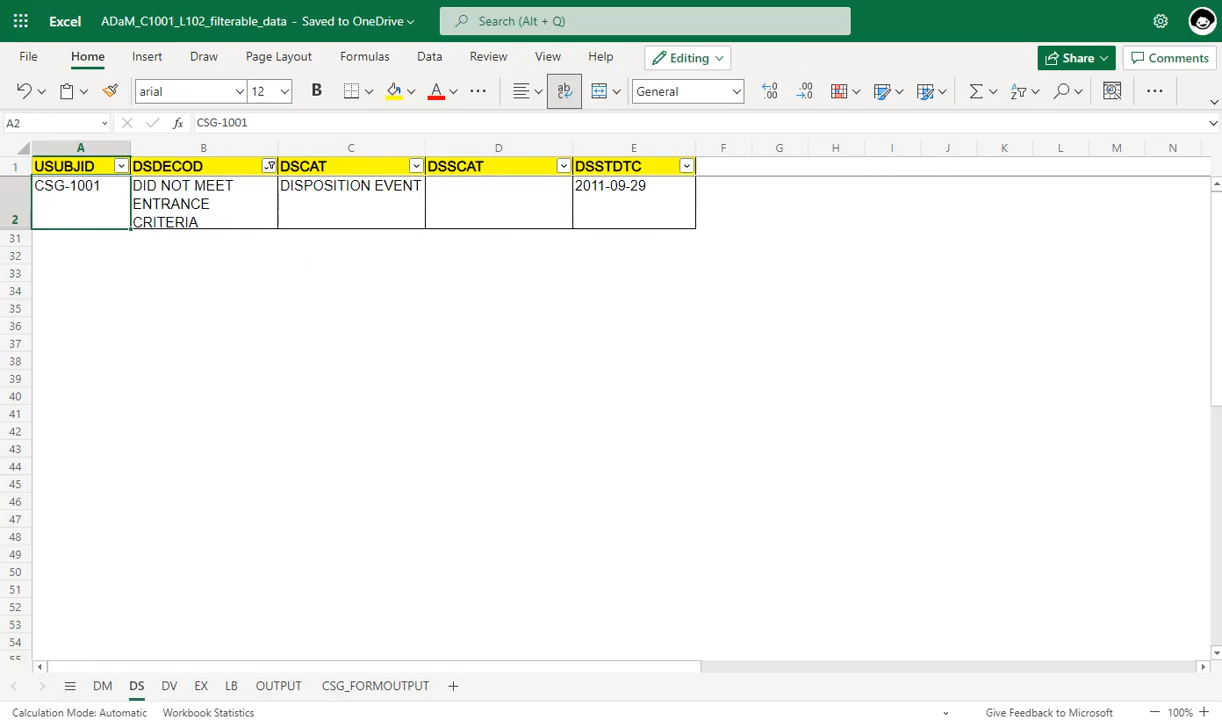 Excel ADaM_C1001_L102_filterable_data - Saved to OneDrive Search (Alt + Q)
File Home Insert Draw Page Layout Formulas Data Review View Help Editing Share Comments
arial 12 B A General
A2 fx CSG-1001
A B C D E F G H I J K L M N
1 USUBJID DSDECOD DSCAT DSSCAT DSSTDTC
CSG-1001 DID NOT MEET DISPOSITION EVENT 2011-09-29
ENTRANCE
2 CRITERIA
31
32
33
34
35
36
37
38
39
40
41
42
43
44
45
46
47
48
49
50
51
52
53
54
55
DM DS DV EX LB OUTPUT CSG_FORMOUTPUT
Calculation Mode: Automatic Workbook Statistics Give Feedback to Microsoft 100%